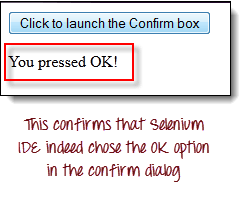 Click to launch the Confirm box
You pressed OK!
This confirms that Selenium
IDE indeed chose the OK option
in the confirm dialog